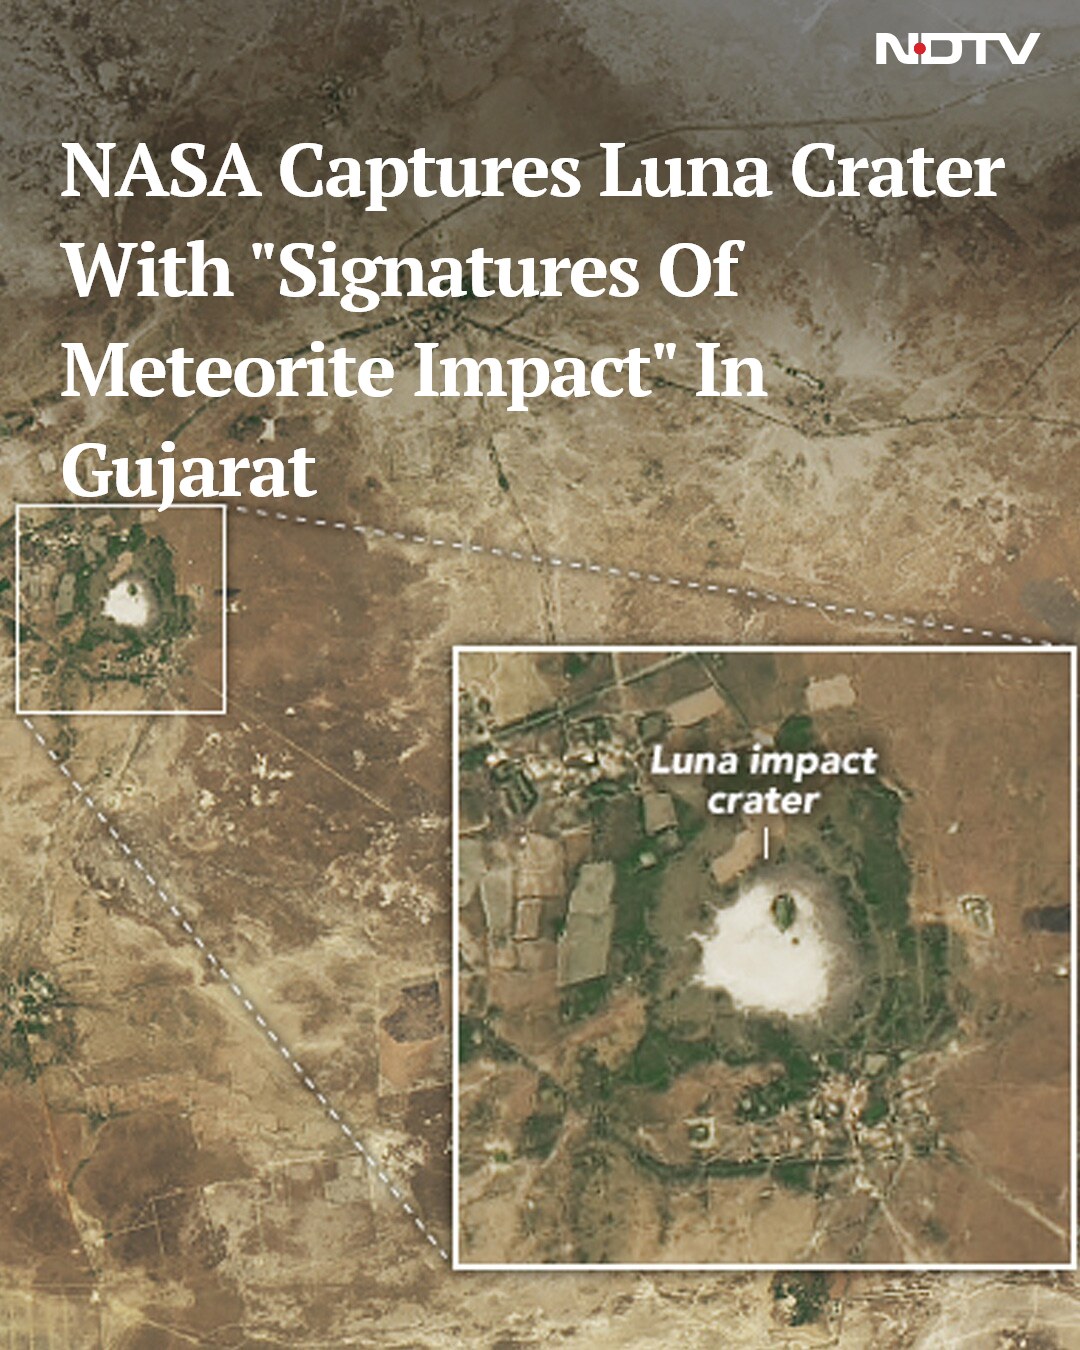 NDTV
NASA Captures Luna Crater
With "Signatures Of
Meteorite Impact" In
Gujarat
Luna impact
crater